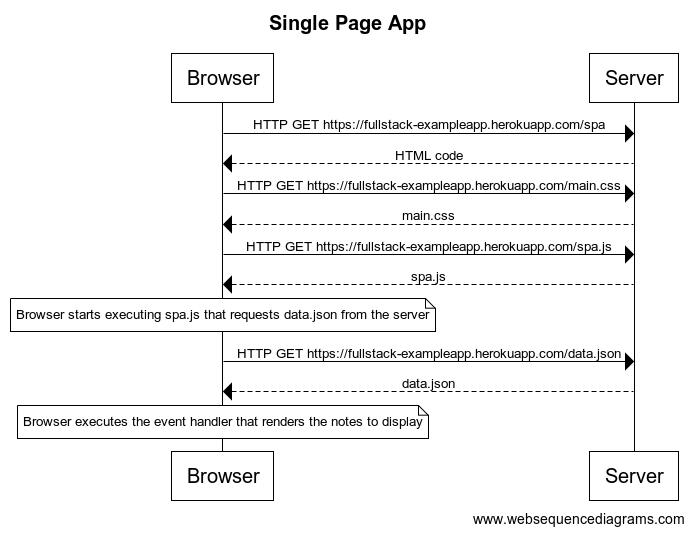 Single Page App
Browser
Server
HTTP GET https://fullstack-exampleapp.herokuapp.com/spa
HTML code
HTTP GET https://fullstack-exampleapp.herokuapp.com/main.css
main.css
HTTP GET https://fullstack-exampleapp.herokuapp.com/spa.js
spa.js
Browser starts executing spa.js that requests data.json from the server
HTTP GET https://fullstack-exampleapp.herokuapp.com/data.json
data.json
Browser executes the event handler that renders the notes to display
Browser
Server
www.websequencediagrams.com